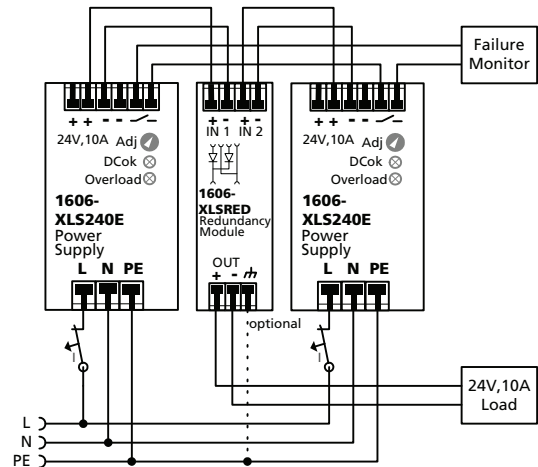 Failure
Monitor
+ + - -
24V,10A Adj
DCok
Overload
1606-
XLS240E
Power
Supply
L N PE
+ - + -
IN 1 IN 2
1606-
XLSRED
Redundancy
Module
OUT
+ -
optional
+ + - -
24V,10A Adj
DCok
Overload
1606-
XLS240E
Power
Supply
L N PE
I
I
24V,10A
Load
L
N
PE